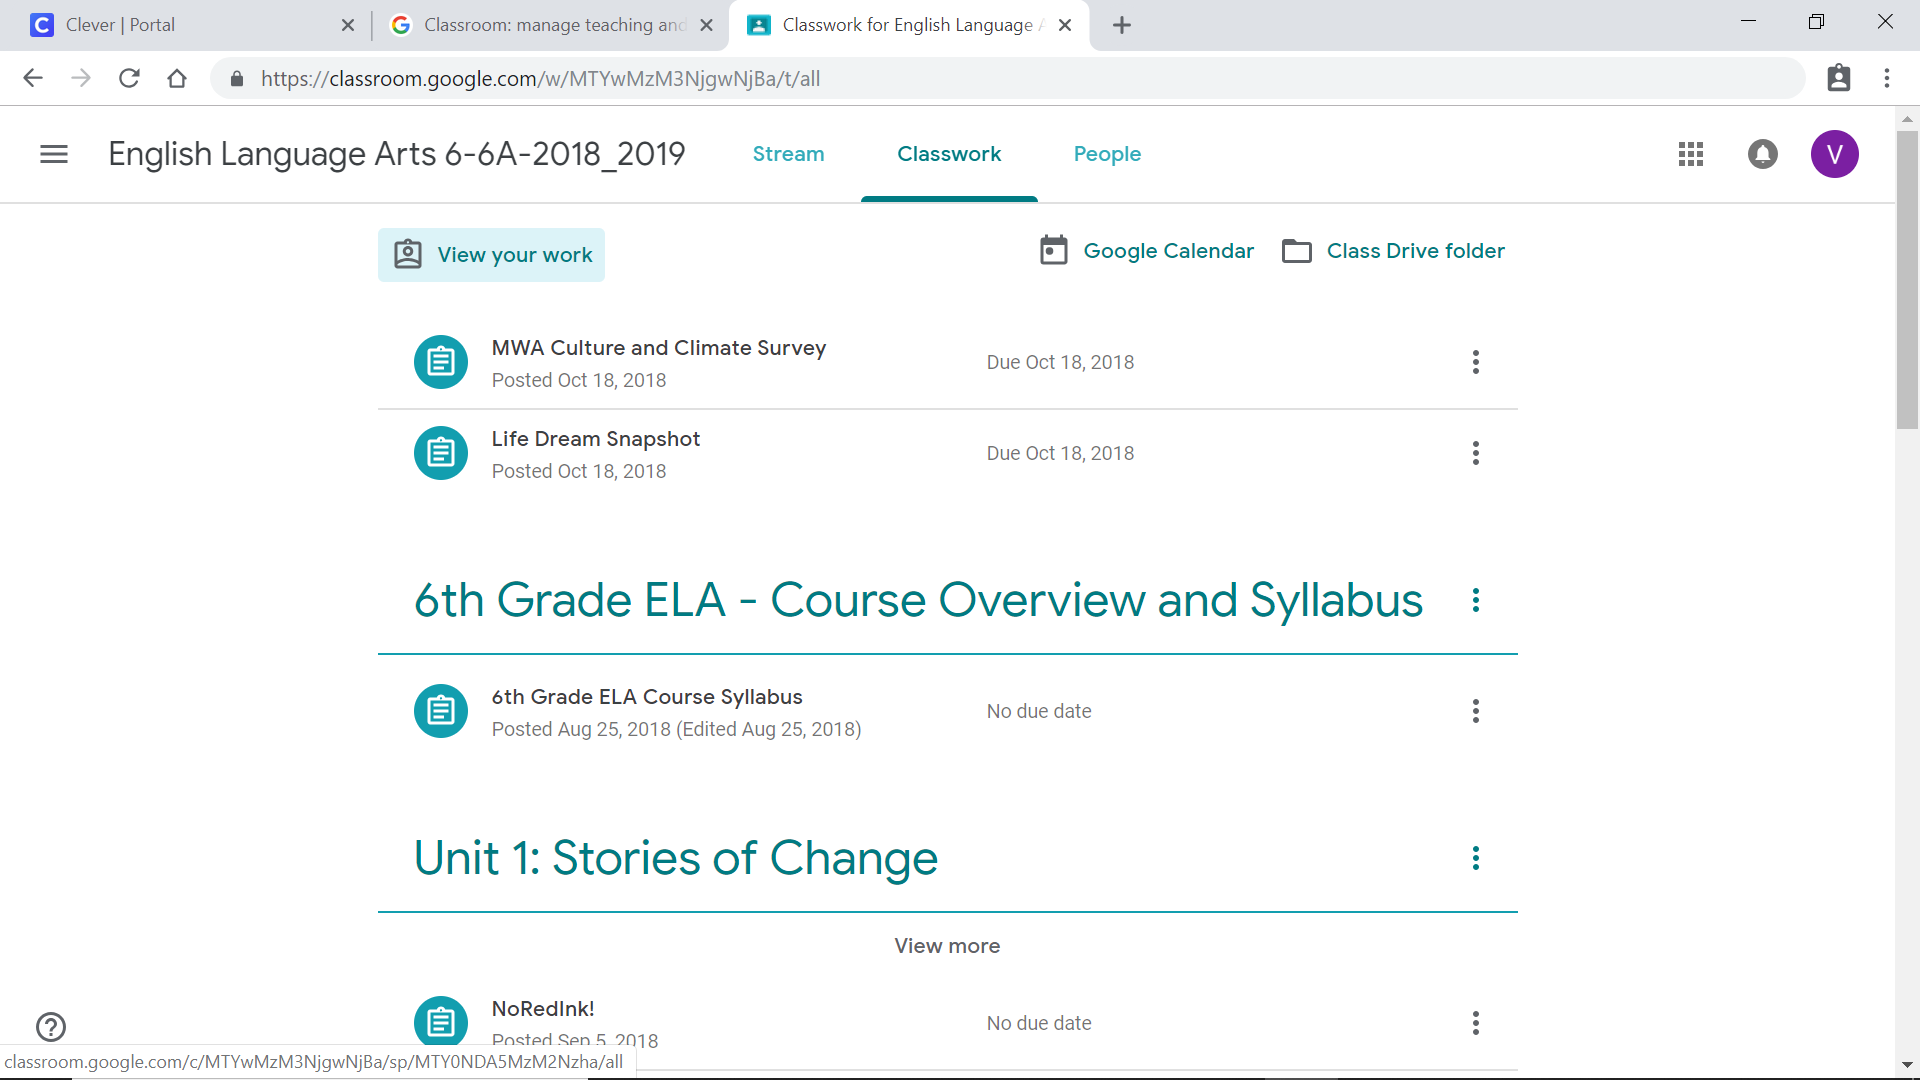 Clever | Portal
Classroom: manage teaching and
Classwork for English Language A
https://classroom.google.com/w/MTYwMzM3NjgwNjBa/t/all
English Language Arts 6-6A-2018_2019
Stream
Classwork
People
V
View your work
Google Calendar
Class Drive folder
MWA Culture and Climate Survey
Posted Oct 18, 2018
Due Oct 18, 2018
Life Dream Snapshot
Posted Oct 18, 2018
Due Oct 18, 2018
6th Grade ELA - Course Overview and Syllabus
6th Grade ELA Course Syllabus
Posted Aug 25, 2018 (Edited Aug 25, 2018)
No due date
Unit 1: Stories of Change
View more
NoRedInk!
Posted Sep 5, 2018
No due date
classroom.google.com/c/MTYwMzM3NjgwNjBa/sp/MTY0NDA5MzM2Nzha/all